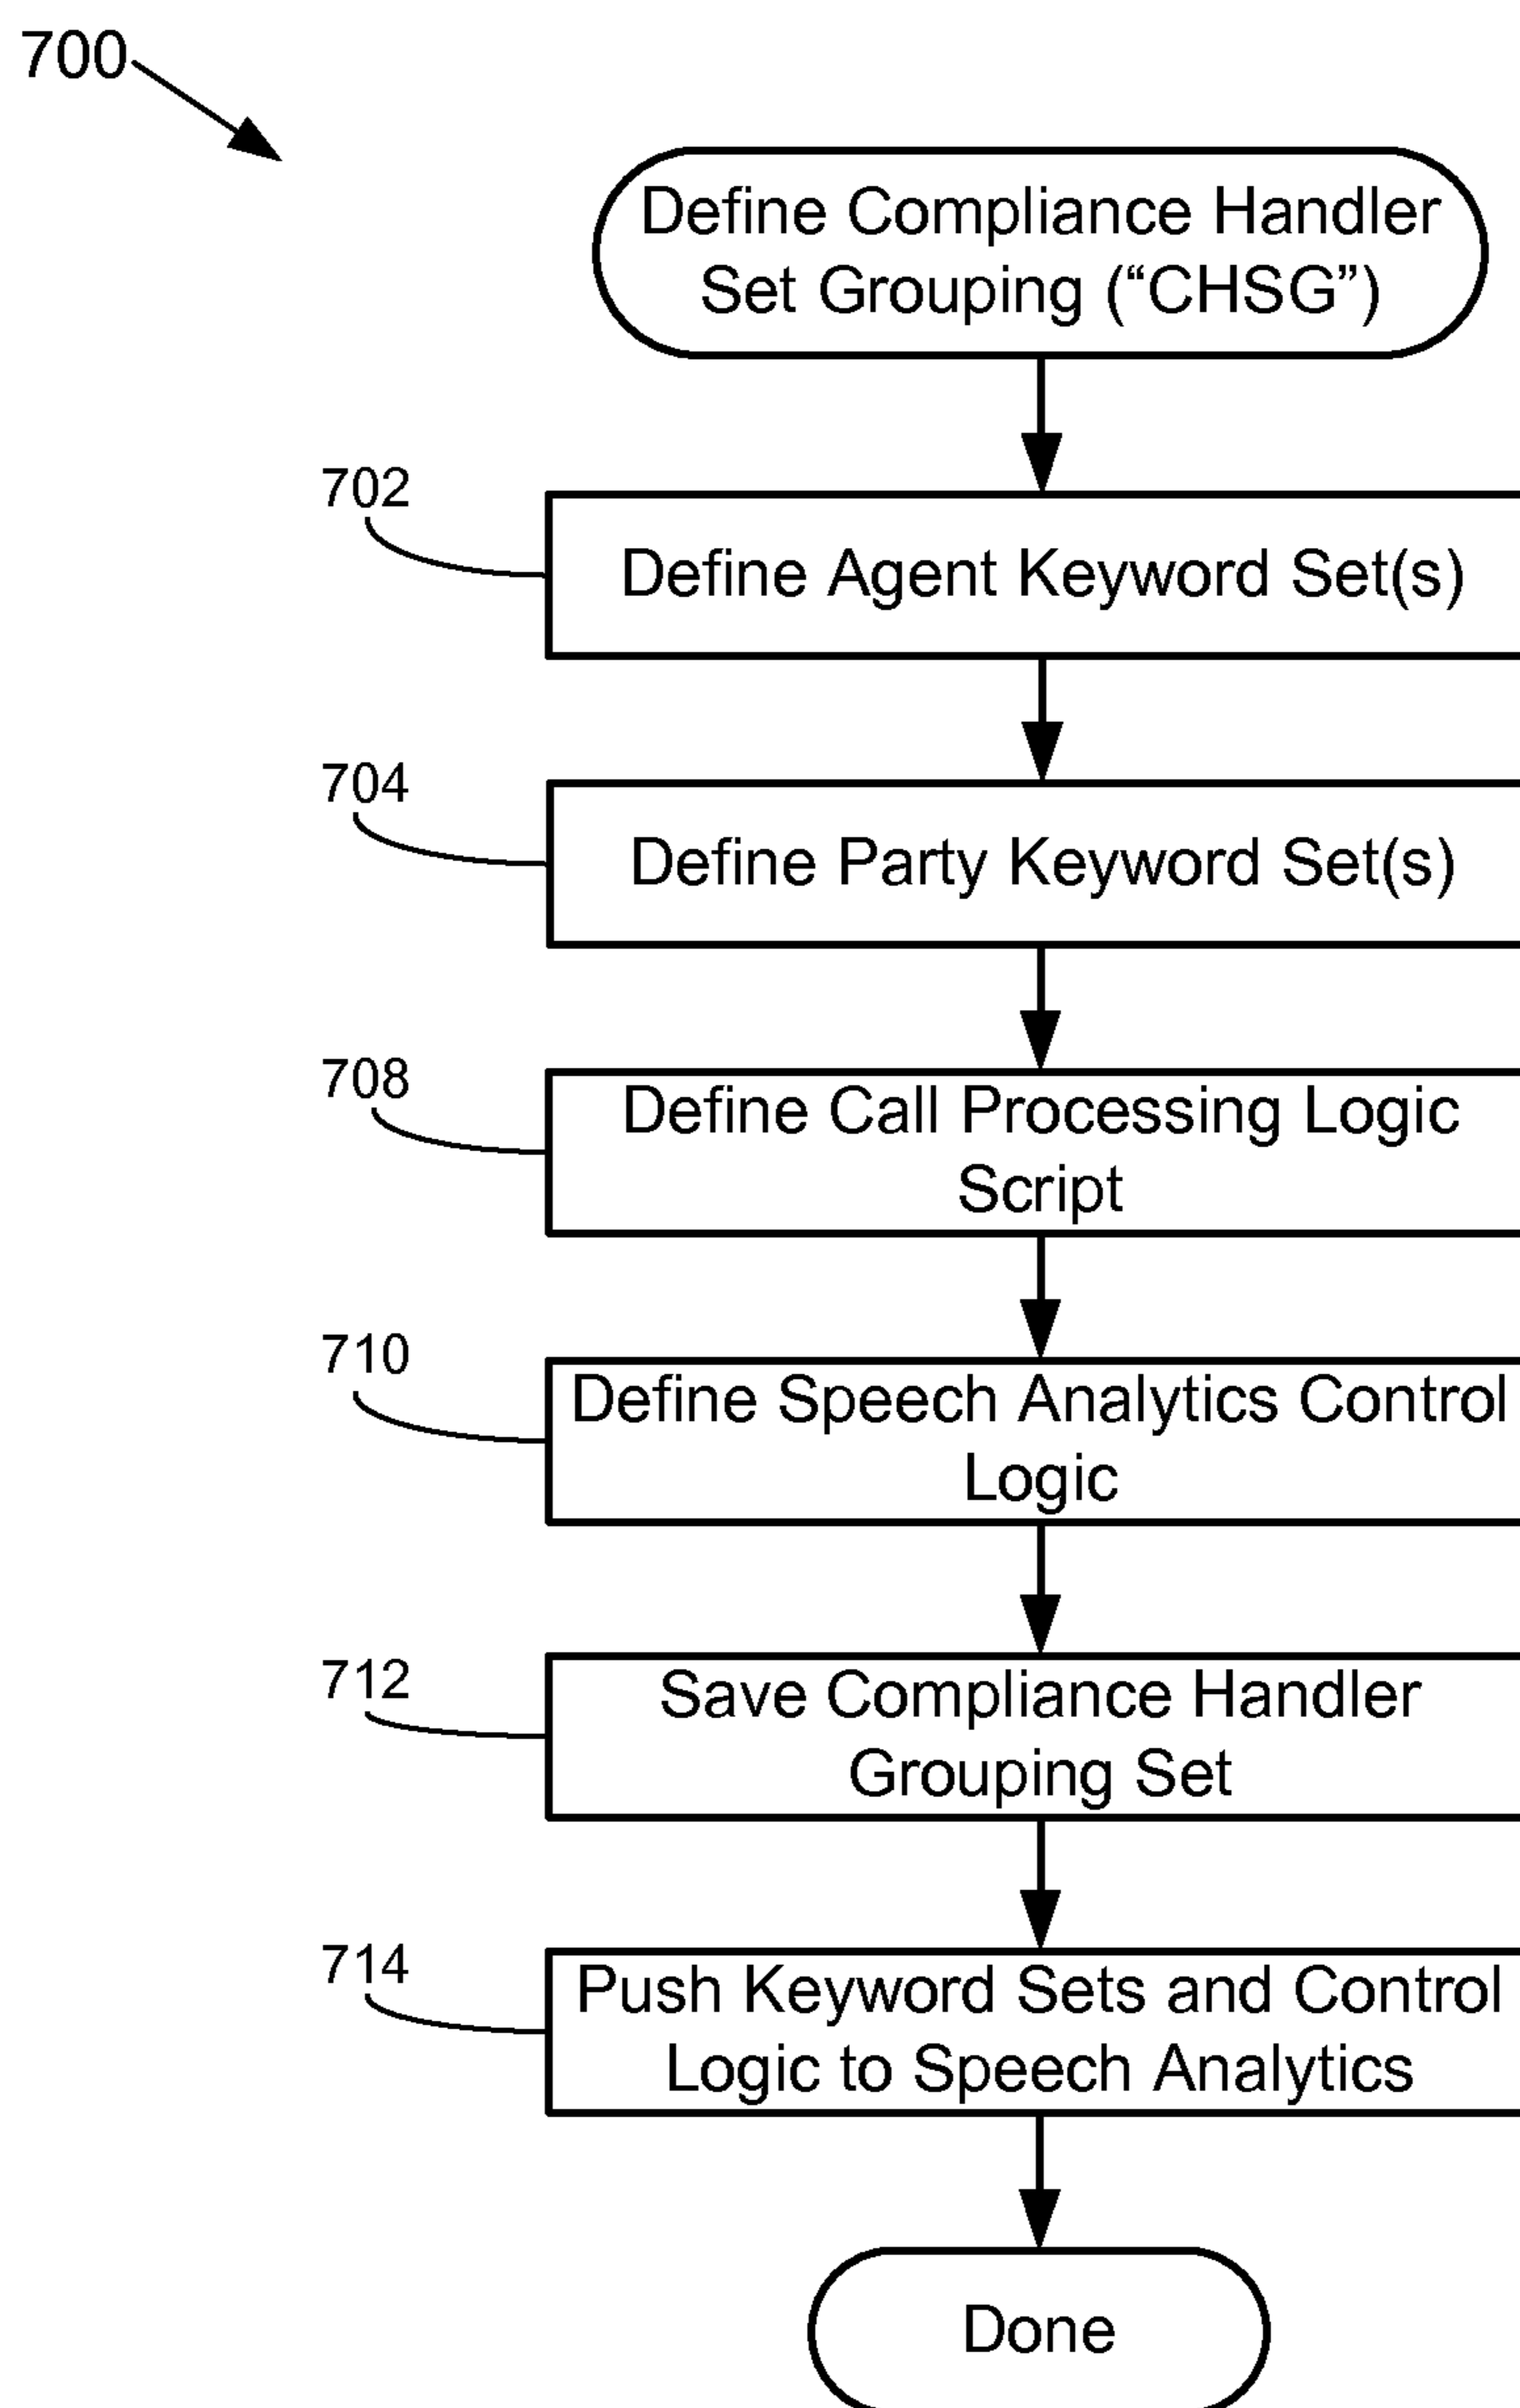 700
Define Compliance Handler
Set Grouping (“CHSG”)
702
Define Agent Keyword Set(s)
704
Define Party Keyword Set(s)
708
Define Call Processing Logic
Script
710
Define Speech Analytics Control
Logic
712
Save Compliance Handler
Grouping Set
714
Push Keyword Sets and Control
Logic to Speech Analytics
Done